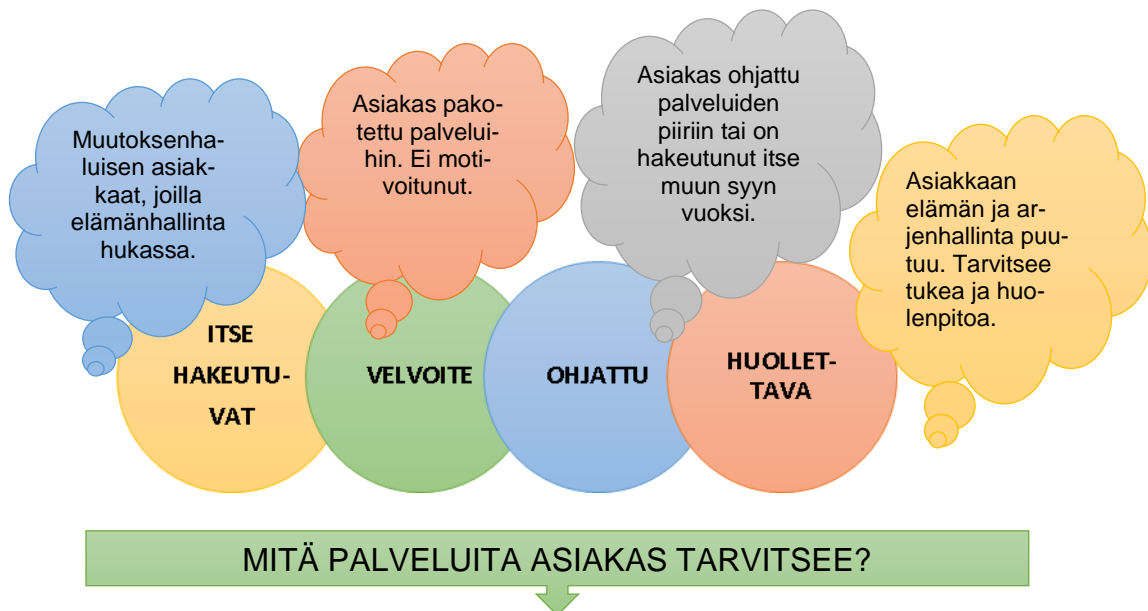 Muutoksenha-
luisen asiak-
kaat, joilla
elämänhallinta
hukassa.
Asiakas pako-
tettu palvelui-
hin. Ei moti-
voitunut.
Asiakas ohjattu
palveluiden
piiriin tai on
hakeutunut itse
muun syyn
vuoksi.
Asiakkaan
elämän ja ar-
jenhallinta puu-
tuu. Tarvitsee
tukea ja huo-
lenpitoa.
ITSE
HAKEUTU-
VAT
VELVOITE
OHJATTU
HUOLLET-
TAVA
MITÄ PALVELUITA ASIAKAS TARVITSEE?